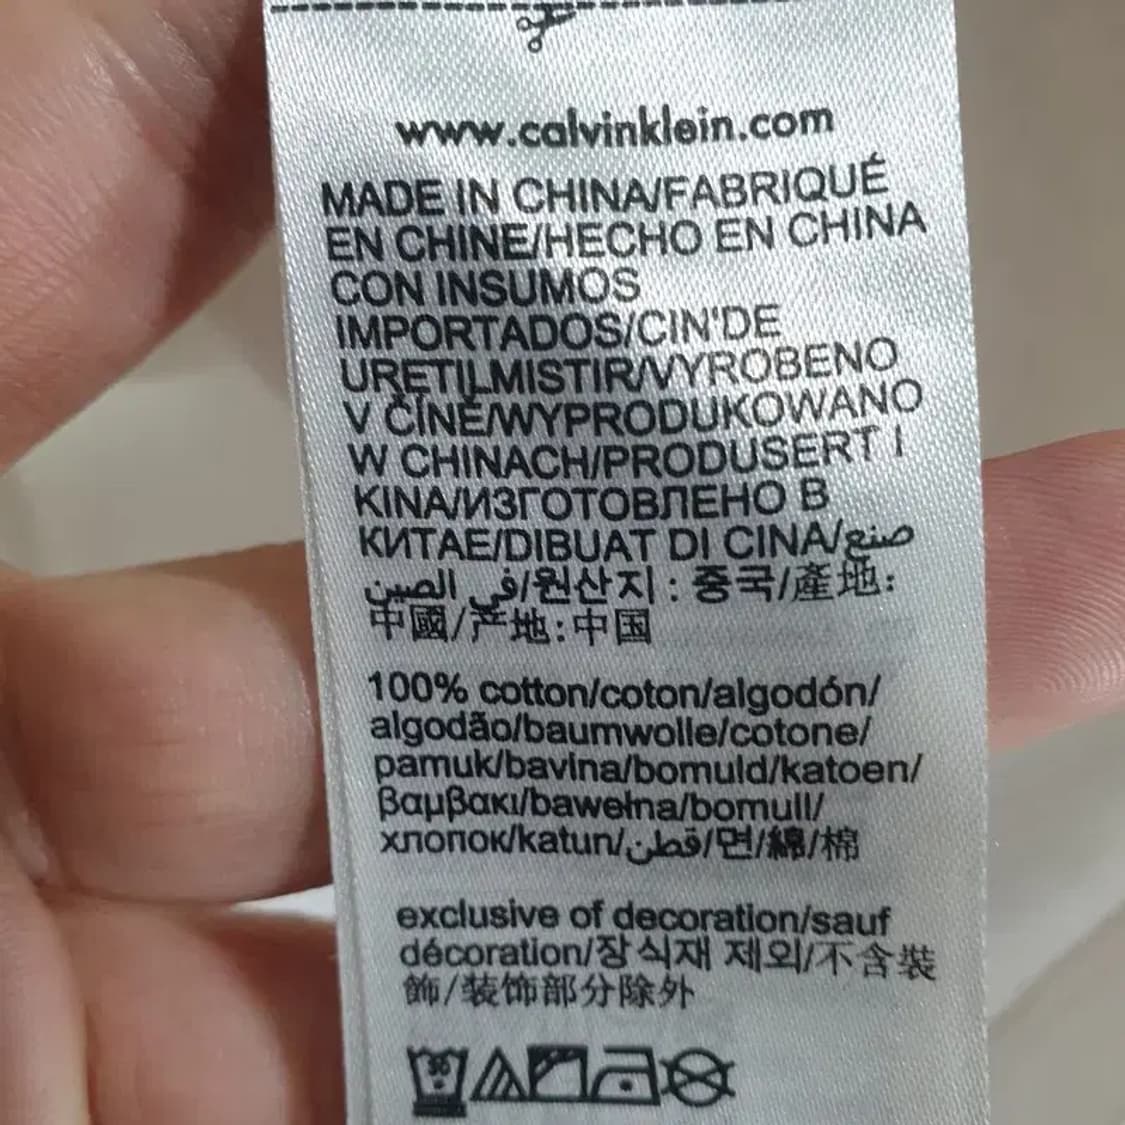 www.calvinklein.com
MADE IN CHINA/FABRIQUÉ
EN CHINE/HECHO EN CHINA
CON INSUMOS
IMPORTADOS/CIN'DE
URETILMISTIR/VYROBENO
V ČÍNĚ/WYPRODUKOWANO
W CHINACH/PRODUSERT I
KINA/ИЗГОТОВЛЕНО В
КИТАЕ/DIBUAT DI CINA/صنع
في الصين/원산지 : 중국/產地:
中國/产地:中国
100% cotton/coton/algodón/
algodão/baumwolle/cotone/
pamuk/bavlna/bomuld/katoen/
βαμβακι/bawełna/bomull/
хлопок/katun/قطن/면/綿/棉
exclusive of decoration/sauf
décoration/장식재 제외/不含裝
飾/装饰部分除外
30